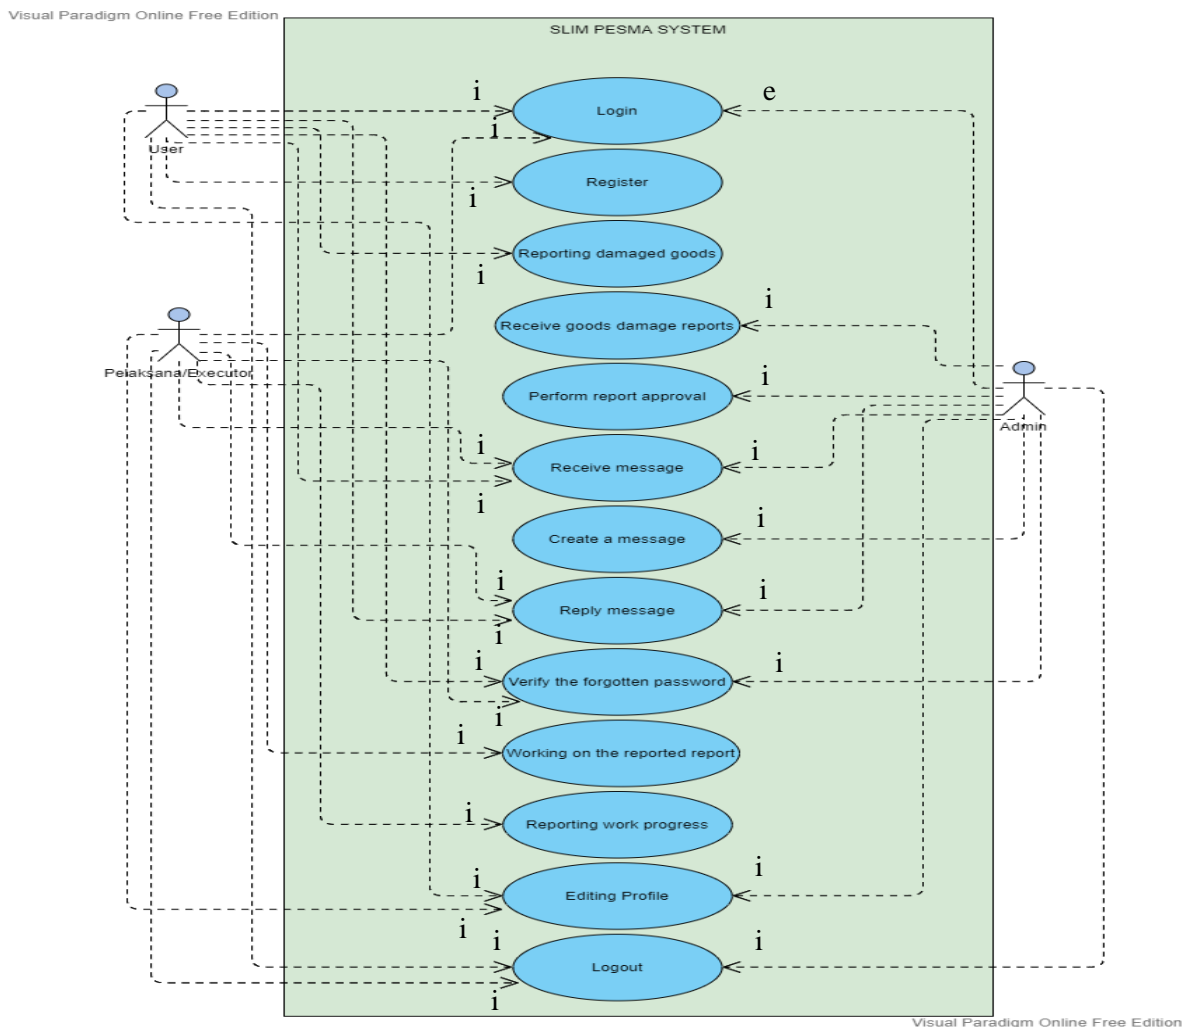 Visual Paradigm Online Free Edition
SLIM PESMA SYSTEM
i
e
Login
i
User
Register
i
Reporting damaged goods
i
i
Receive goods damage reports
Pelaksana/Executor
i
Perform report approval
Admin
i
i
Receive message
i
i
Create a message
i
i
Reply message
i
i
i
Verify the forgotten password
i
i
Working on the reported report
i
Reporting work progress
i
i
Editing Profile
i
i
i
Logout
i
Visual Paradigm Online Free Edition